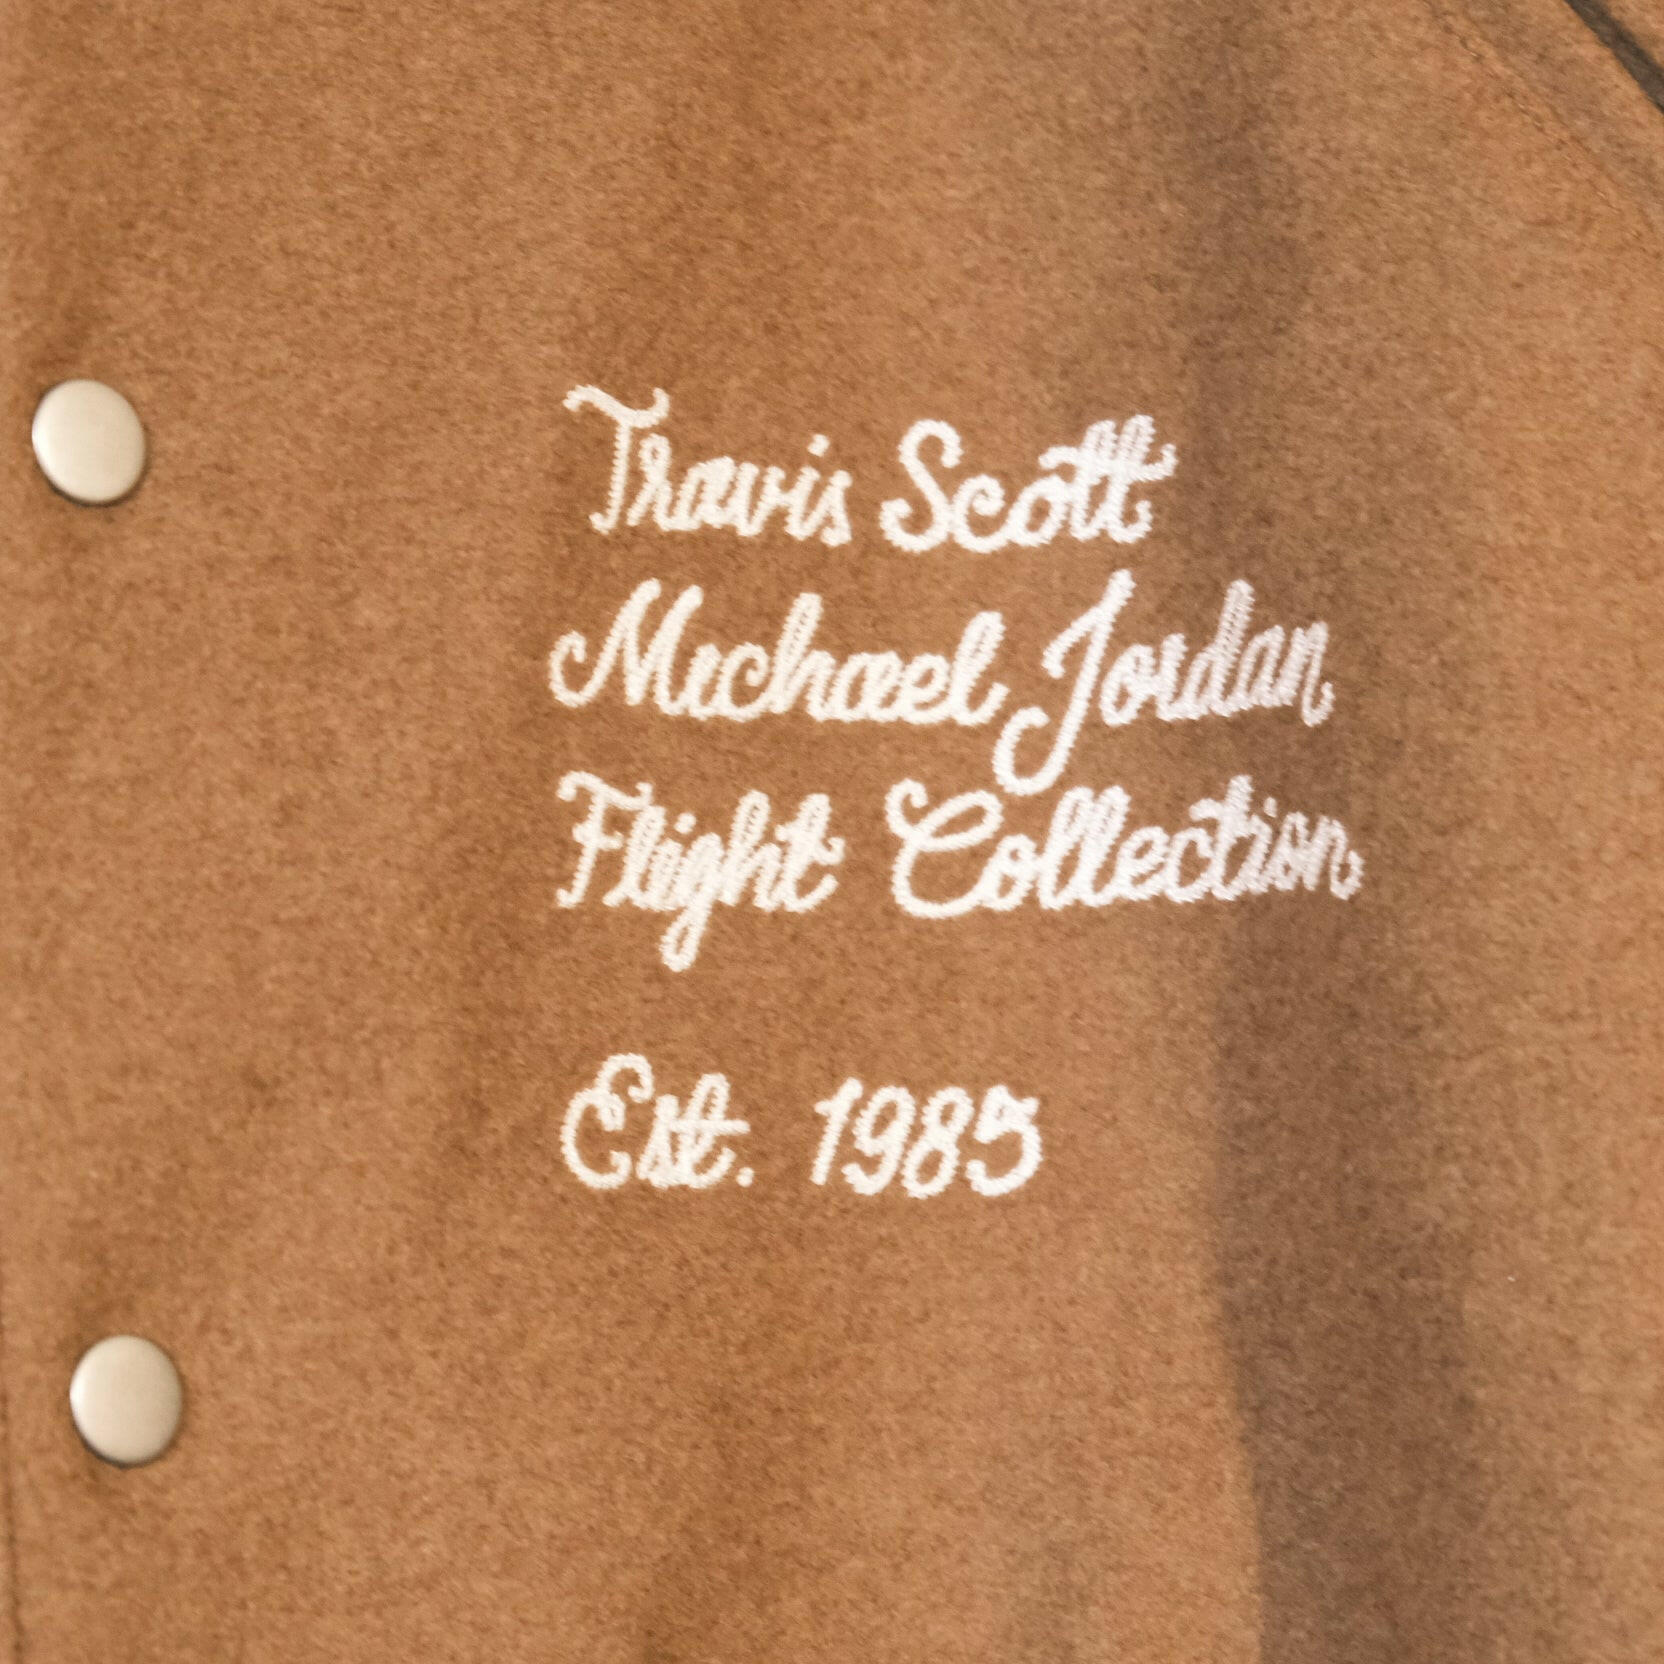 Travis Scott
Michael Jordan
Flight Collection
Est. 1985